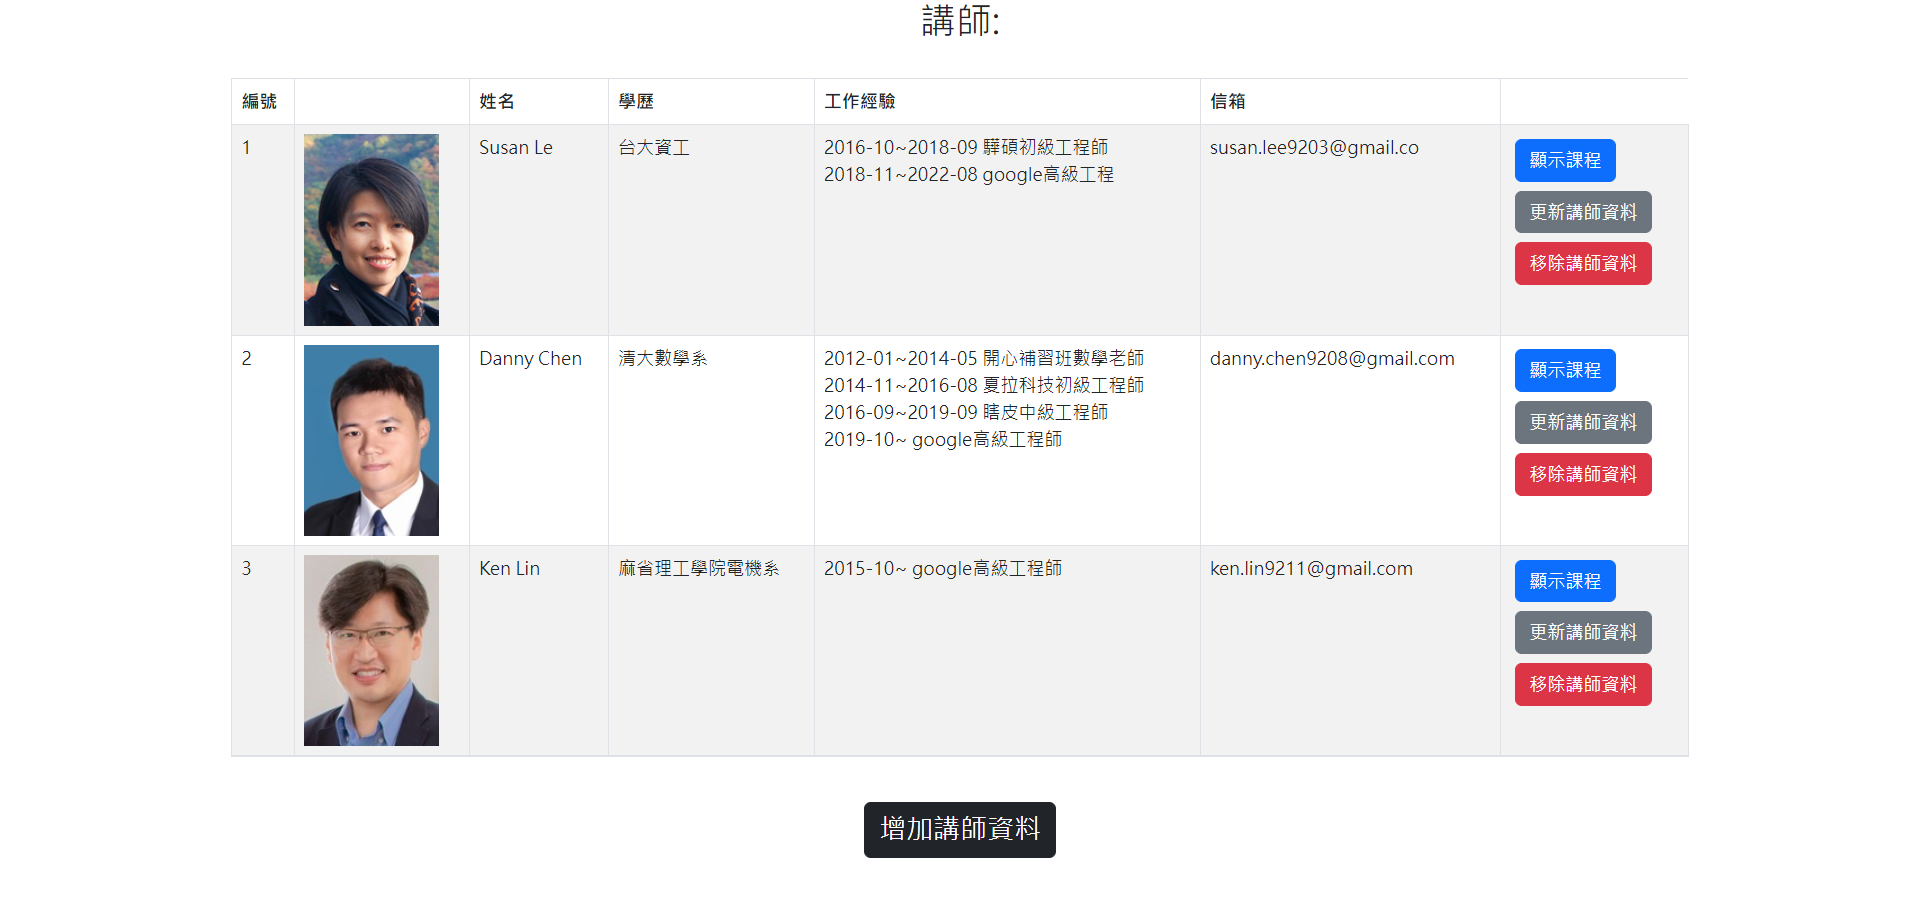 講師:
編號 姓名 學歷 工作經驗 信箱
1 Susan Le 台大資工 2016-10~2018-09 驊碩初級工程師 susan.lee9203@gmail.co
2018-11~2022-08 google高級工程
顯示課程
更新講師資料
移除講師資料
2 Danny Chen 清大數學系 2012-01~2014-05 開心補習班數學老師 danny.chen9208@gmail.com
2014-11~2016-08 夏拉科技初級工程師
2016-09~2019-09 瞎皮中級工程師
2019-10~ google高級工程師
顯示課程
更新講師資料
移除講師資料
3 Ken Lin 麻省理工學院電機系 2015-10~ google高級工程師 ken.lin9211@gmail.com
顯示課程
更新講師資料
移除講師資料
增加講師資料